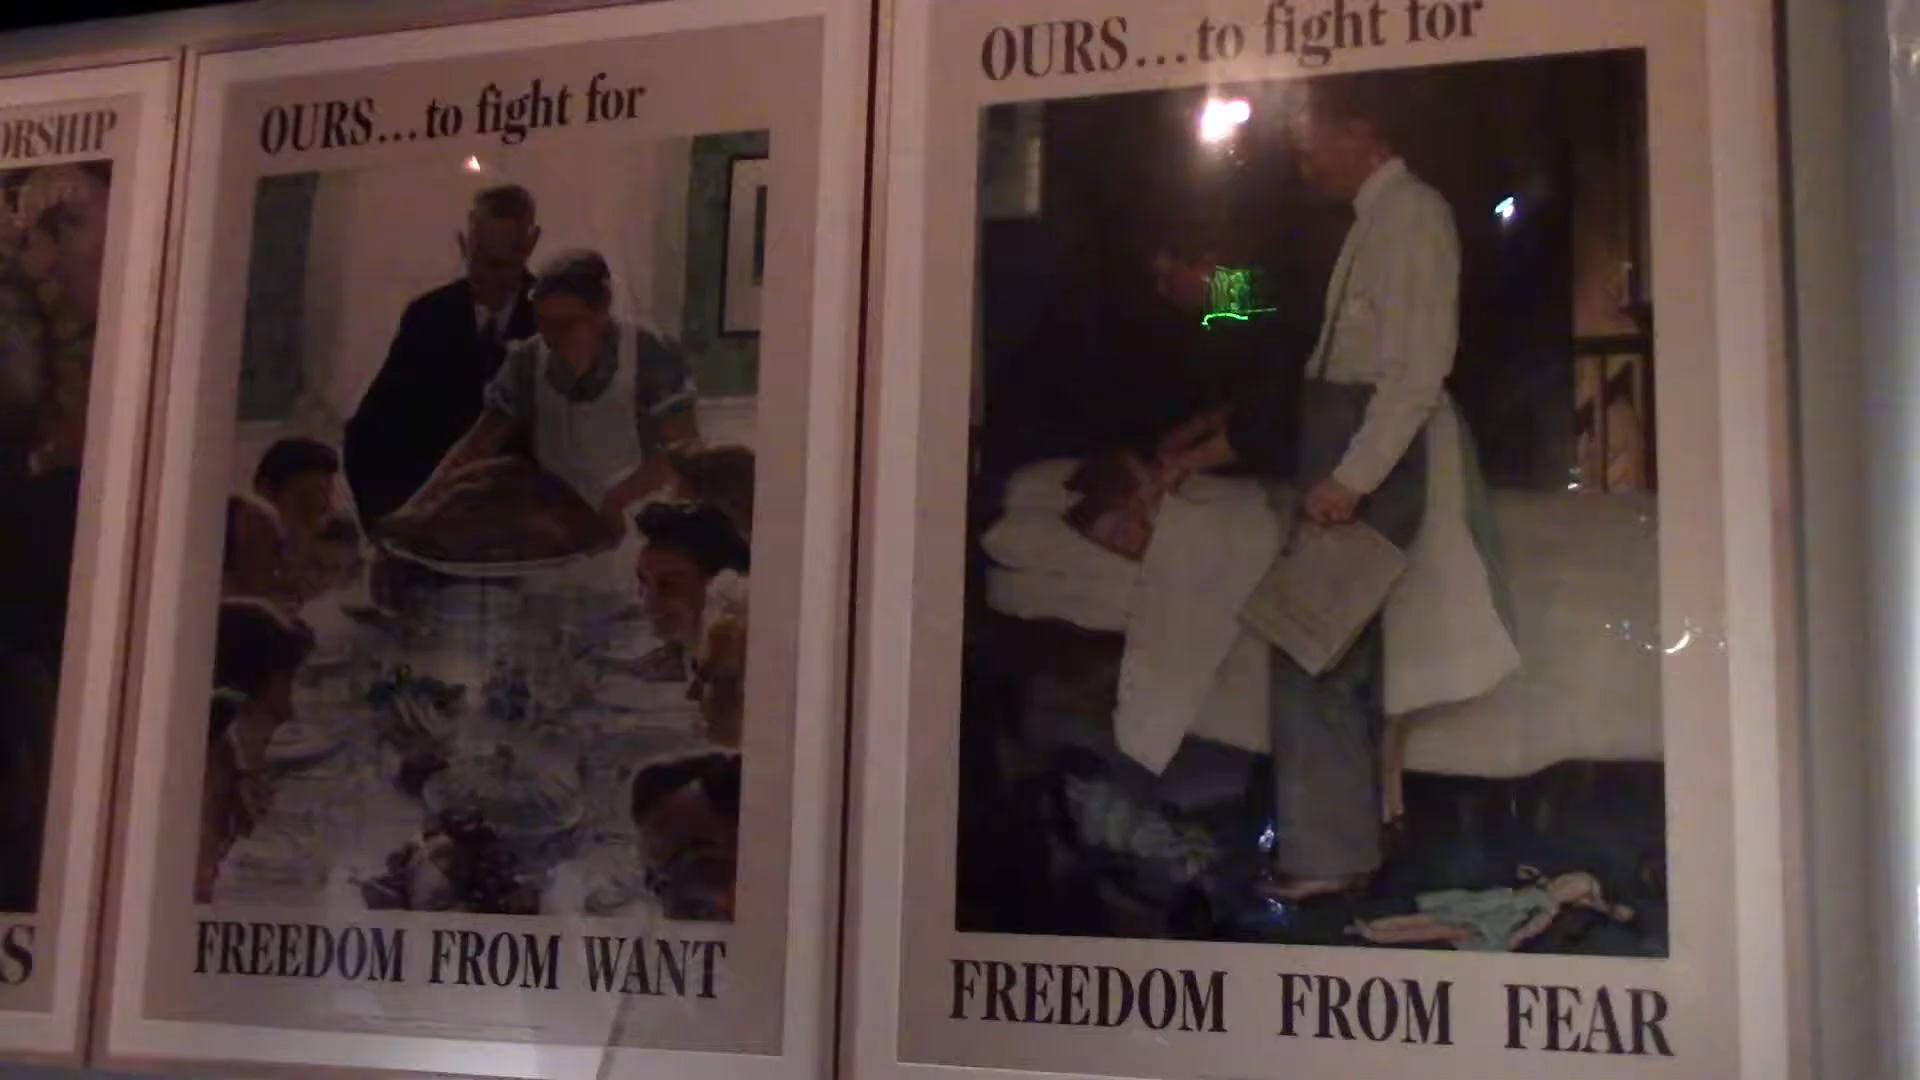 ORSHIP
S
OURS...to fight for
FREEDOM FROM WANT
OURS...to fight for
FREEDOM FROM FEAR